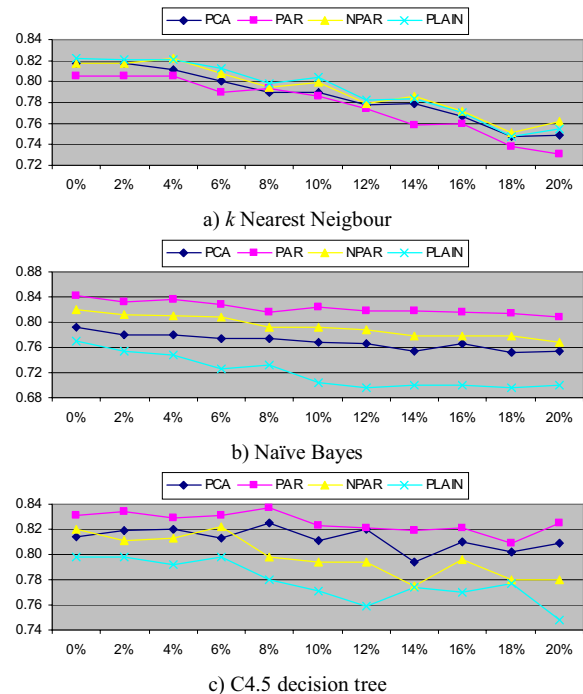 PCA PAR NPAR PLAIN
0.84
0.82
0.80
0.78
0.76
0.74
0.72
0% 2% 4% 6% 8% 10% 12% 14% 16% 18% 20%
a) k Nearest Neigbour
PCA PAR NPAR PLAIN
0.88
0.84
0.80
0.76
0.72
0.68
0% 2% 4% 6% 8% 10% 12% 14% 16% 18% 20%
b) Naïve Bayes
PCA PAR NPAR PLAIN
0.84
0.82
0.80
0.78
0.76
0.74
0% 2% 4% 6% 8% 10% 12% 14% 16% 18% 20%
c) C4.5 decision tree